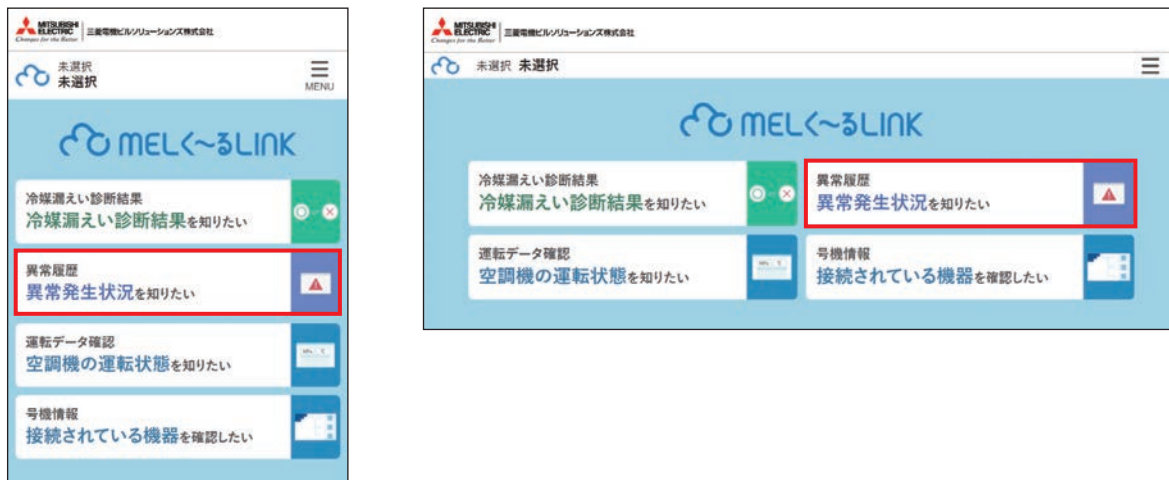 MITSUBISHI
ELECTRIC
Changes for the Better
三菱電機ビルソリューションズ株式会社
未選択
未選択
MENU
MELく～るLINK
冷媒漏えい診断結果
冷媒漏えい診断結果を知りたい
異常履歴
異常発生状況を知りたい
運転データ確認
空調機の運転状態を知りたい
号機情報
接続されている機器を確認したい
MITSUBISHI
ELECTRIC
Changes for the Better
三菱電機ビルソリューションズ株式会社
未選択 未選択
MELく～るLINK
冷媒漏えい診断結果
冷媒漏えい診断結果を知りたい
異常履歴
異常発生状況を知りたい
運転データ確認
空調機の運転状態を知りたい
号機情報
接続されている機器を確認したい